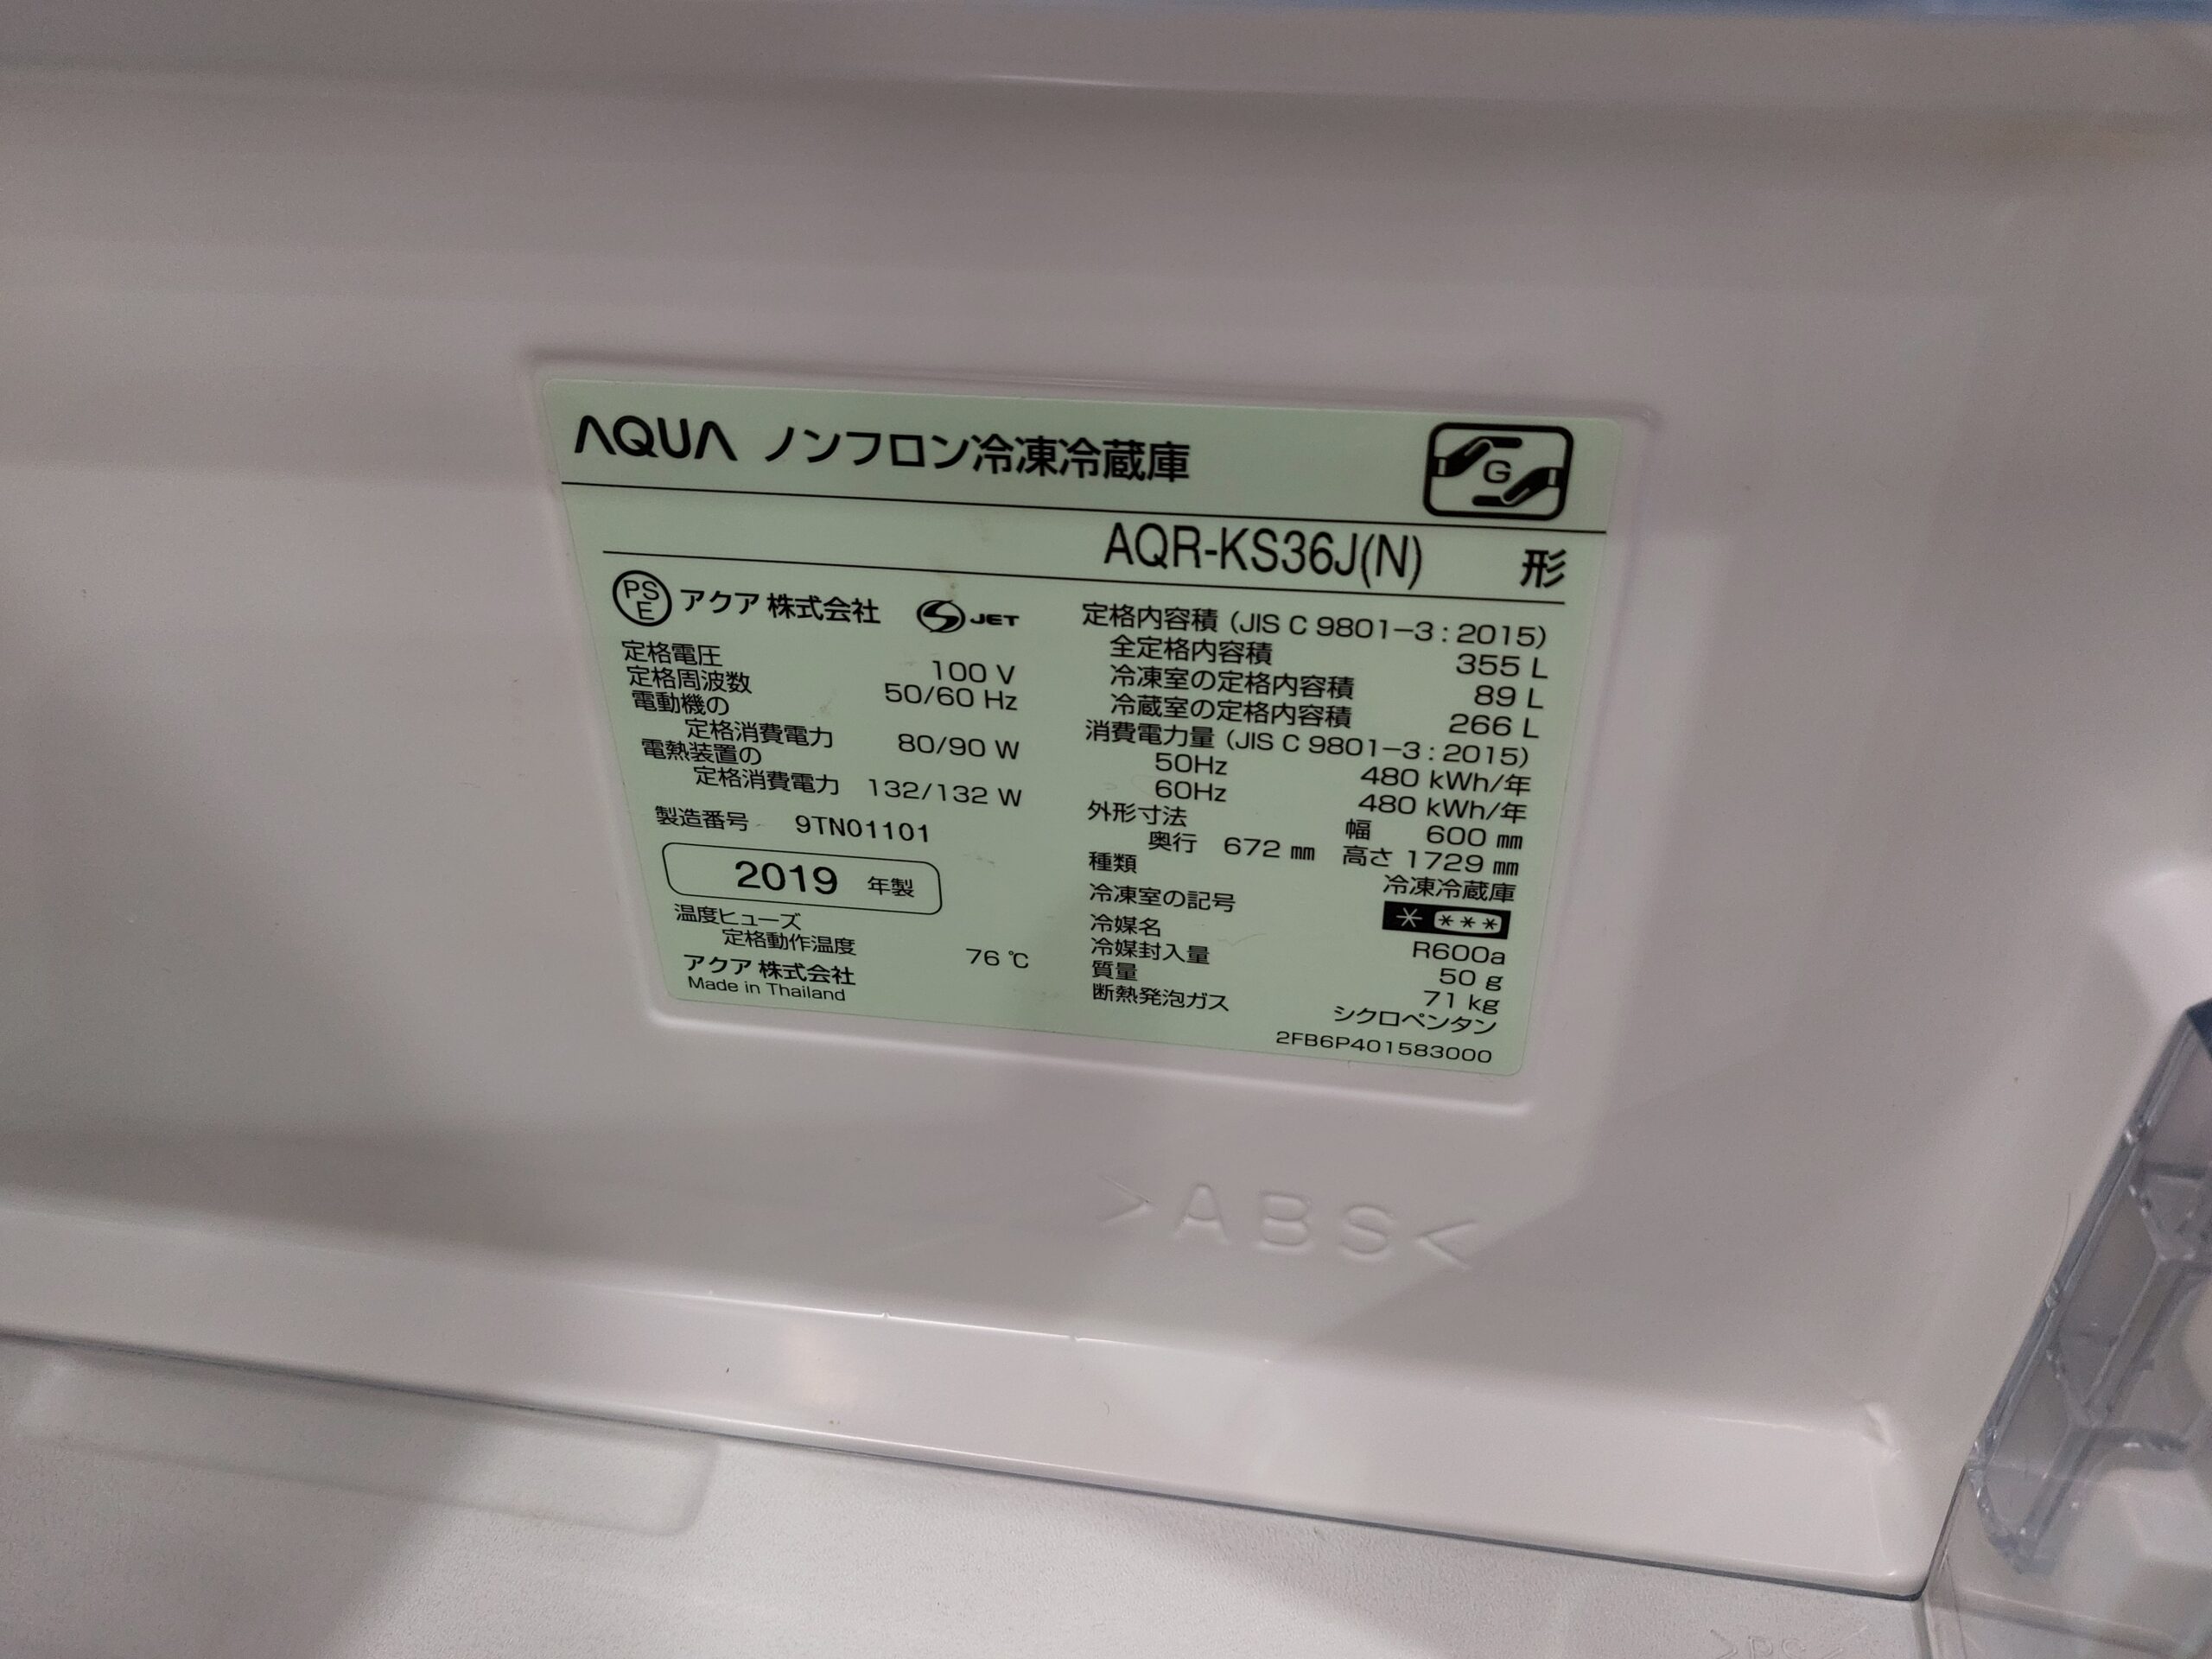 AQUA ノンフロン冷凍冷蔵庫
G
AQR-KS36J(N) 形
PSE アクア 株式会社 S JET
定格電圧 100 V
定格周波数 50/60 Hz
電動機の
定格消費電力 80/90 W
電熱装置の
定格消費電力 132/132 W
製造番号 9TN01101
2019 年製
温度ヒューズ
定格動作温度 76 ℃
アクア 株式会社
Made in Thailand
定格内容積 (JIS C 9801-3 : 2015)
全定格内容積 355 L
冷凍室の定格内容積 89 L
冷蔵室の定格内容積 266 L
消費電力量 (JIS C 9801-3 : 2015)
50Hz 480 kWh/年
60Hz 480 kWh/年
外形寸法 幅 600 ㎜
奥行 672 ㎜ 高さ 1729 ㎜
種類 冷凍冷蔵庫
冷凍室の記号 * ***
冷媒名 R600a
冷媒封入量 50 g
質量 71 kg
断熱発泡ガス シクロペンタン
2FB6P401583000
>ABS<